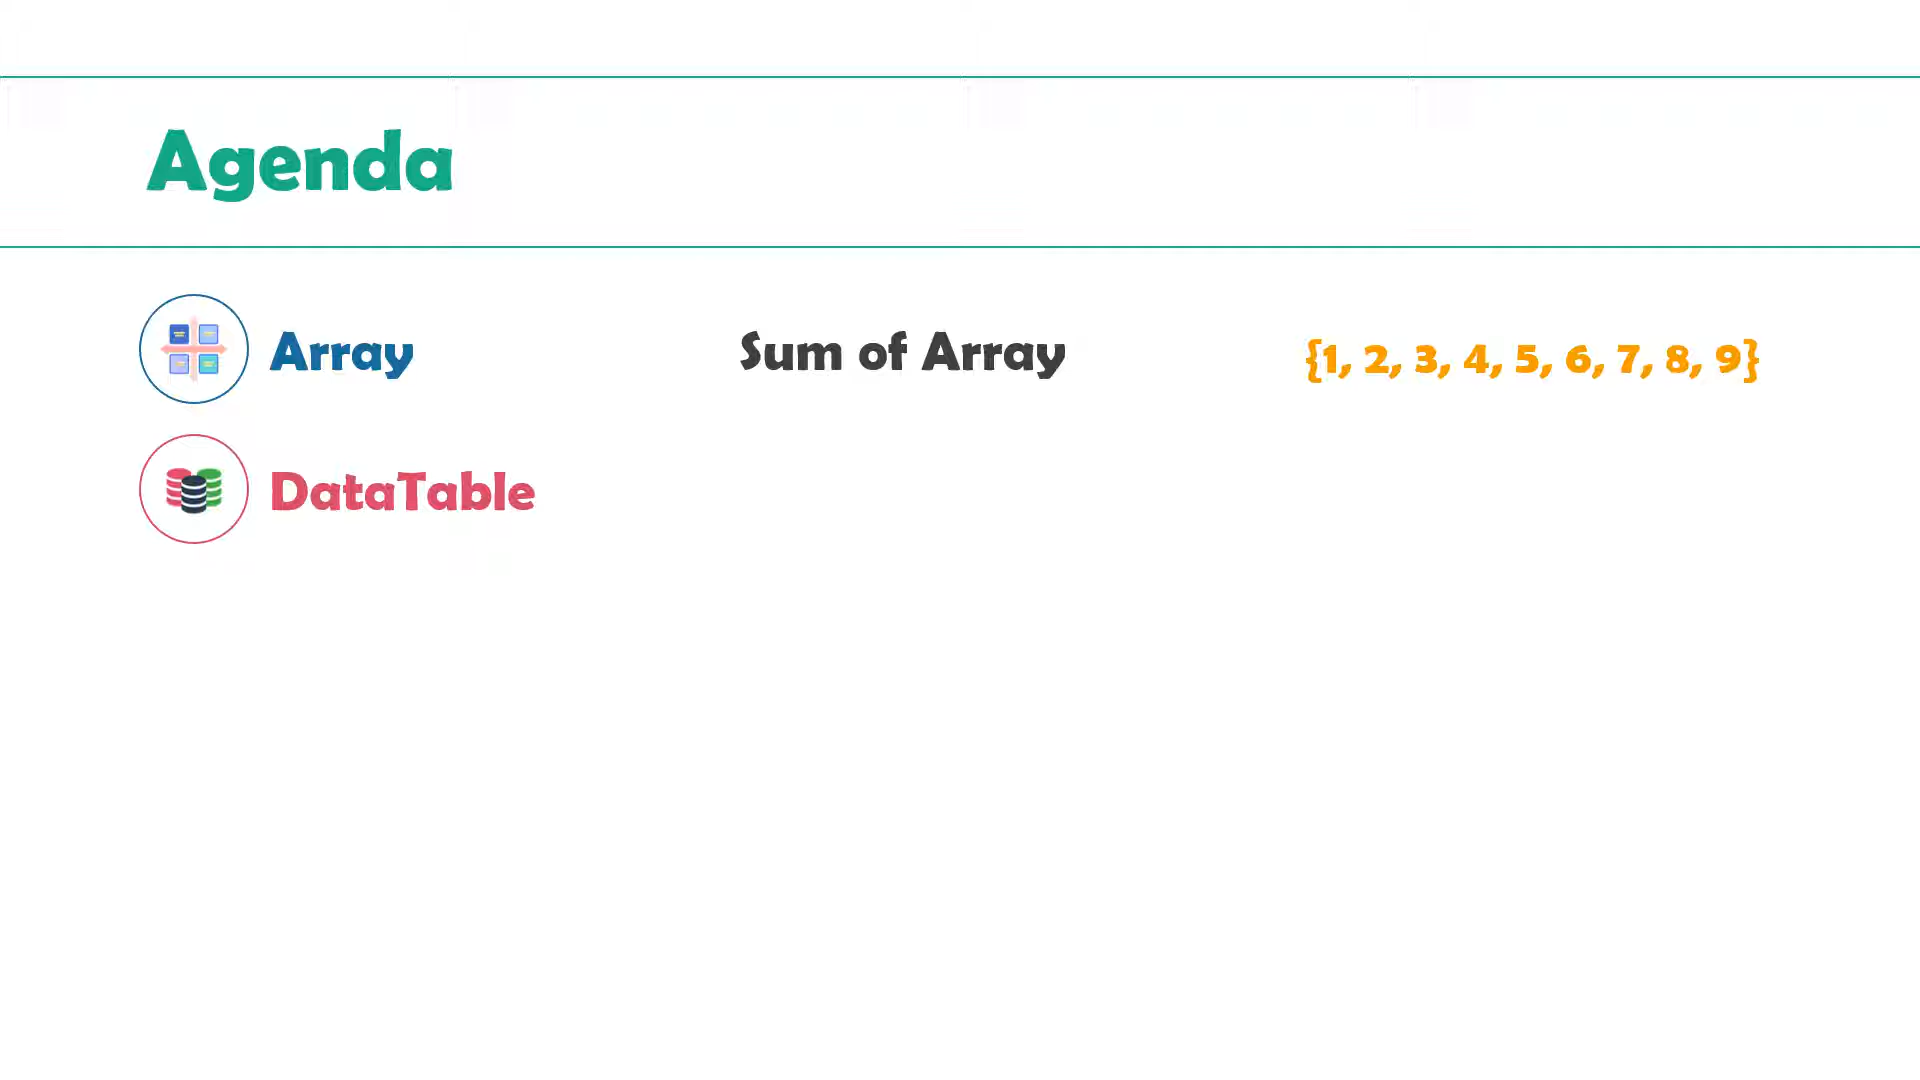 Agenda
Array
Sum of Array
{1, 2, 3, 4, 5, 6, 7, 8, 9}
DataTable